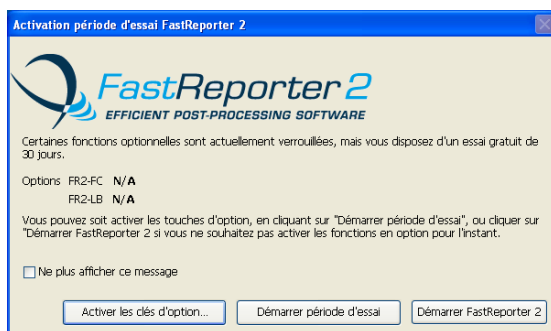 Activation période d'essai FastReporter 2
FastReporter 2
EFFICIENT POST-PROCESSING SOFTWARE
Certaines fonctions optionnelles sont actuellement verrouillées, mais vous disposez d'un essai gratuit de
30 jours.
Options FR2-FC N/A
FR2-LB N/A
Vous pouvez soit activer les touches d'option, en cliquant sur "Démarrer période d'essai", ou cliquer sur
"Démarrer FastReporter 2 si vous ne souhaitez pas activer les fonctions en option pour l'instant.
Ne plus afficher ce message
Activer les clés d'option... Démarrer période d'essai Démarrer FastReporter 2